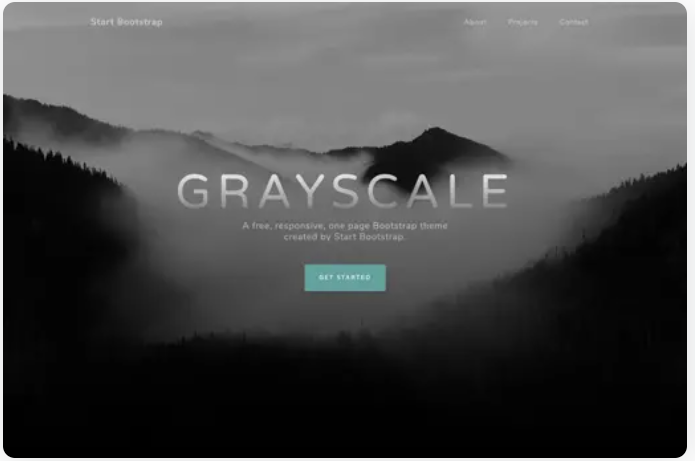 Start Bootstrap
About
Projects
Contact
GRAYSCALE
A free, responsive, one page Bootstrap theme
created by Start Bootstrap.
GET STARTED